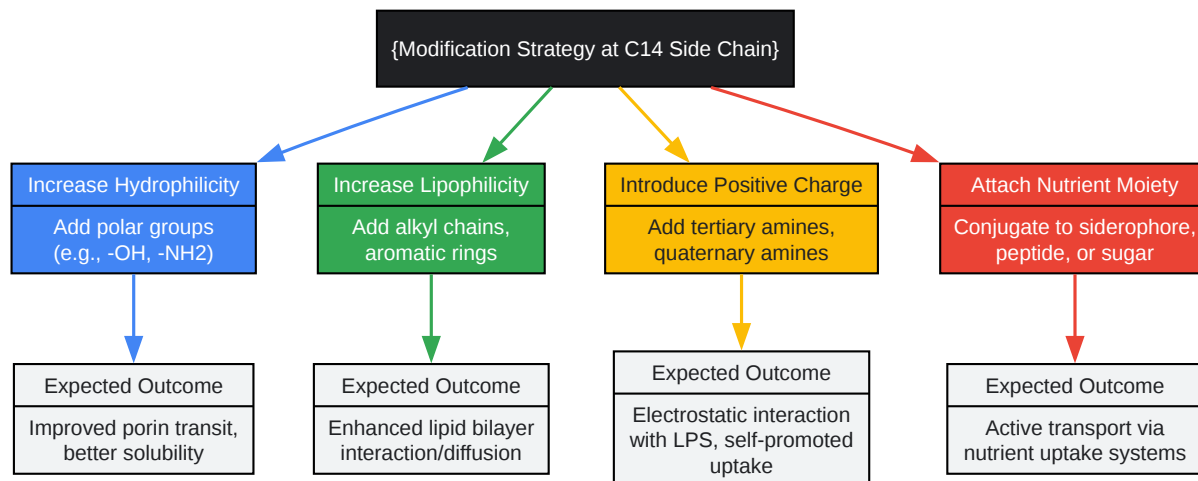 {Modification Strategy at C14 Side Chain}
Increase Hydrophilicity
Add polar groups
(e.g., -OH, -NH2)
Increase Lipophilicity
Add alkyl chains,
aromatic rings
Introduce Positive Charge
Add tertiary amines,
quaternary amines
Attach Nutrient Moiety
Conjugate to siderophore,
peptide, or sugar
Expected Outcome
Improved porin transit,
better solubility
Expected Outcome
Enhanced lipid bilayer
interaction/diffusion
Expected Outcome
Electrostatic interaction
with LPS, self-promoted
uptake
Expected Outcome
Active transport via
nutrient uptake systems